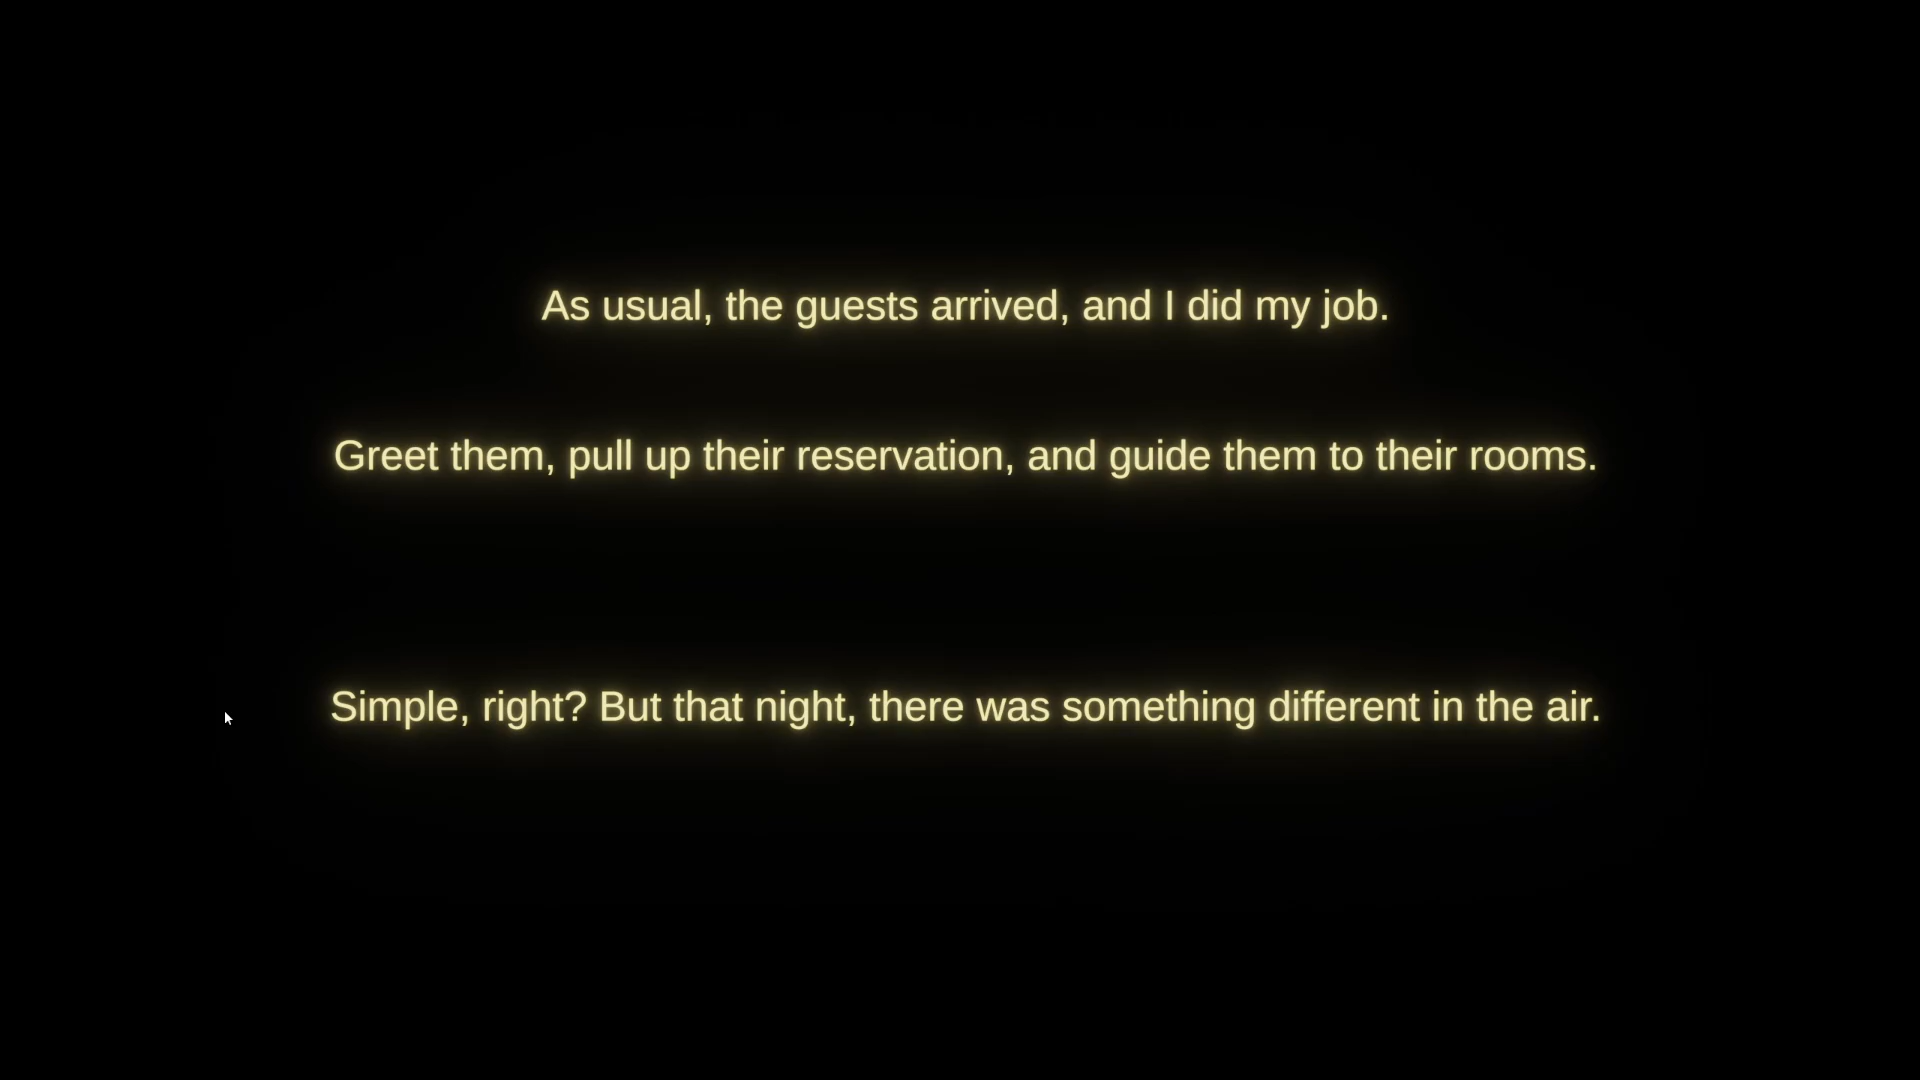 As usual, the guests arrived, and I did my job.
Greet them, pull up their reservation, and guide them to their rooms.
Simple, right? But that night, there was something different in the air.